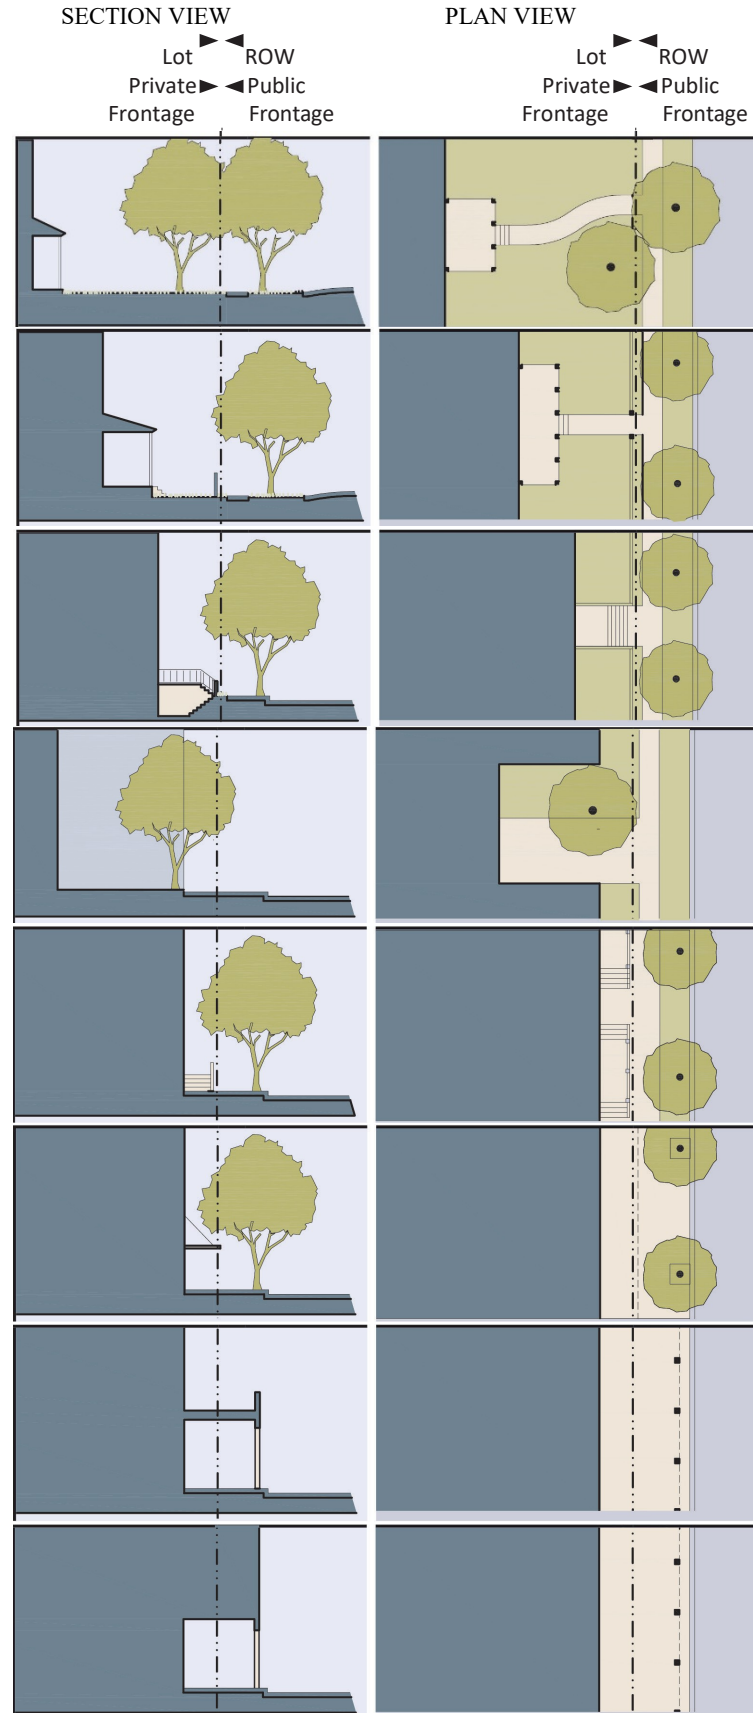 SECTION VIEW
Lot ►◄ ROW
Private ►◄ Public
Frontage Frontage
PLAN VIEW
Lot ►◄ ROW
Private ►◄ Public
Frontage Frontage